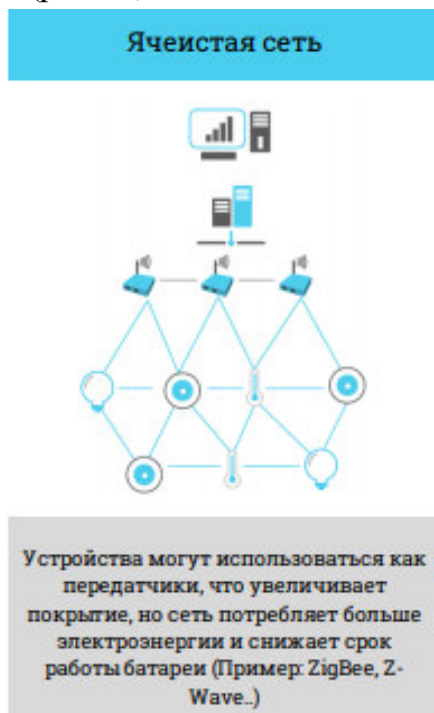 Ячеистая сеть
Устройства могут использоваться как
передатчики, что увеличивает
покрытие, но сеть потребляет больше
электроэнергии и снижает срок
работы батареи (Пример: ZigBee, Z-
Wave..)